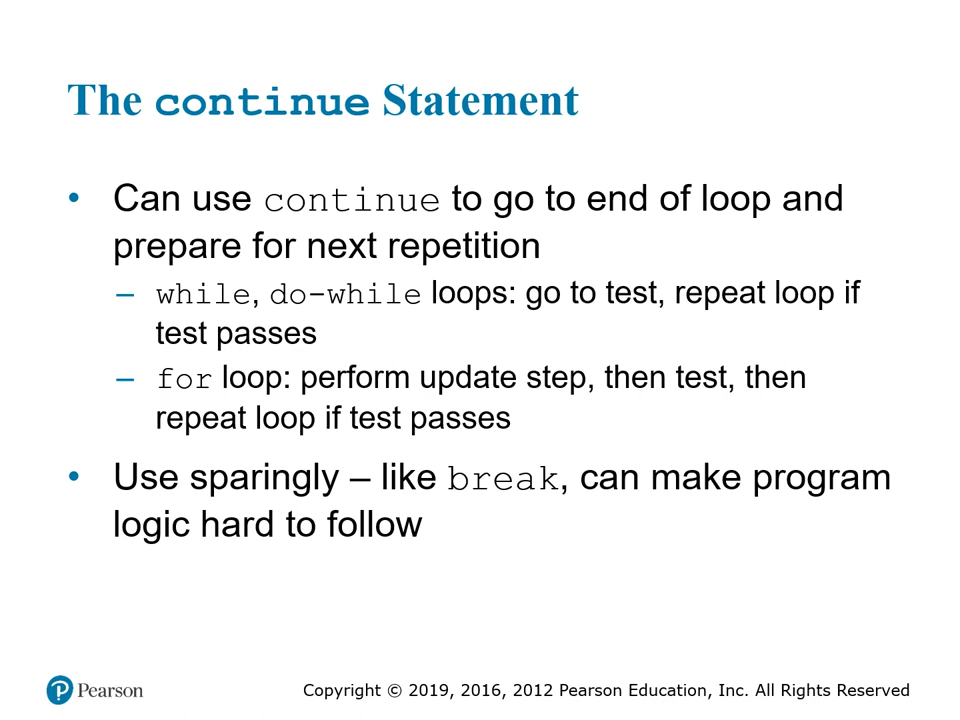 The continue Statement
• Can use continue to go to end of loop and
prepare for next repetition
– while, do-while loops: go to test, repeat loop if
test passes
– for loop: perform update step, then test, then
repeat loop if test passes
• Use sparingly – like break, can make program
logic hard to follow
Pearson
Copyright © 2019, 2016, 2012 Pearson Education, Inc. All Rights Reserved